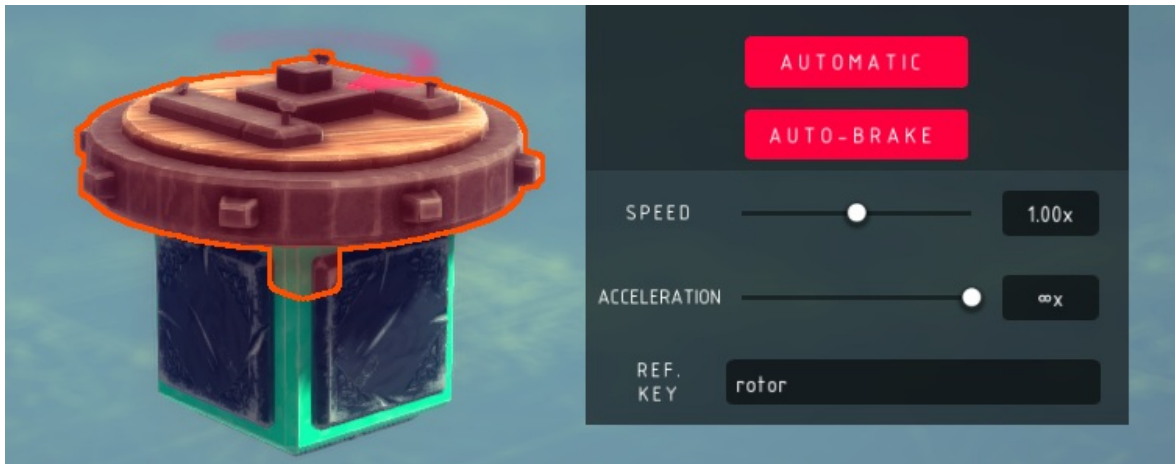 AUTOMATIC
AUTO-BRAKE
SPEED 1.00x
ACCELERATION ∞x
REF.
KEY rotor